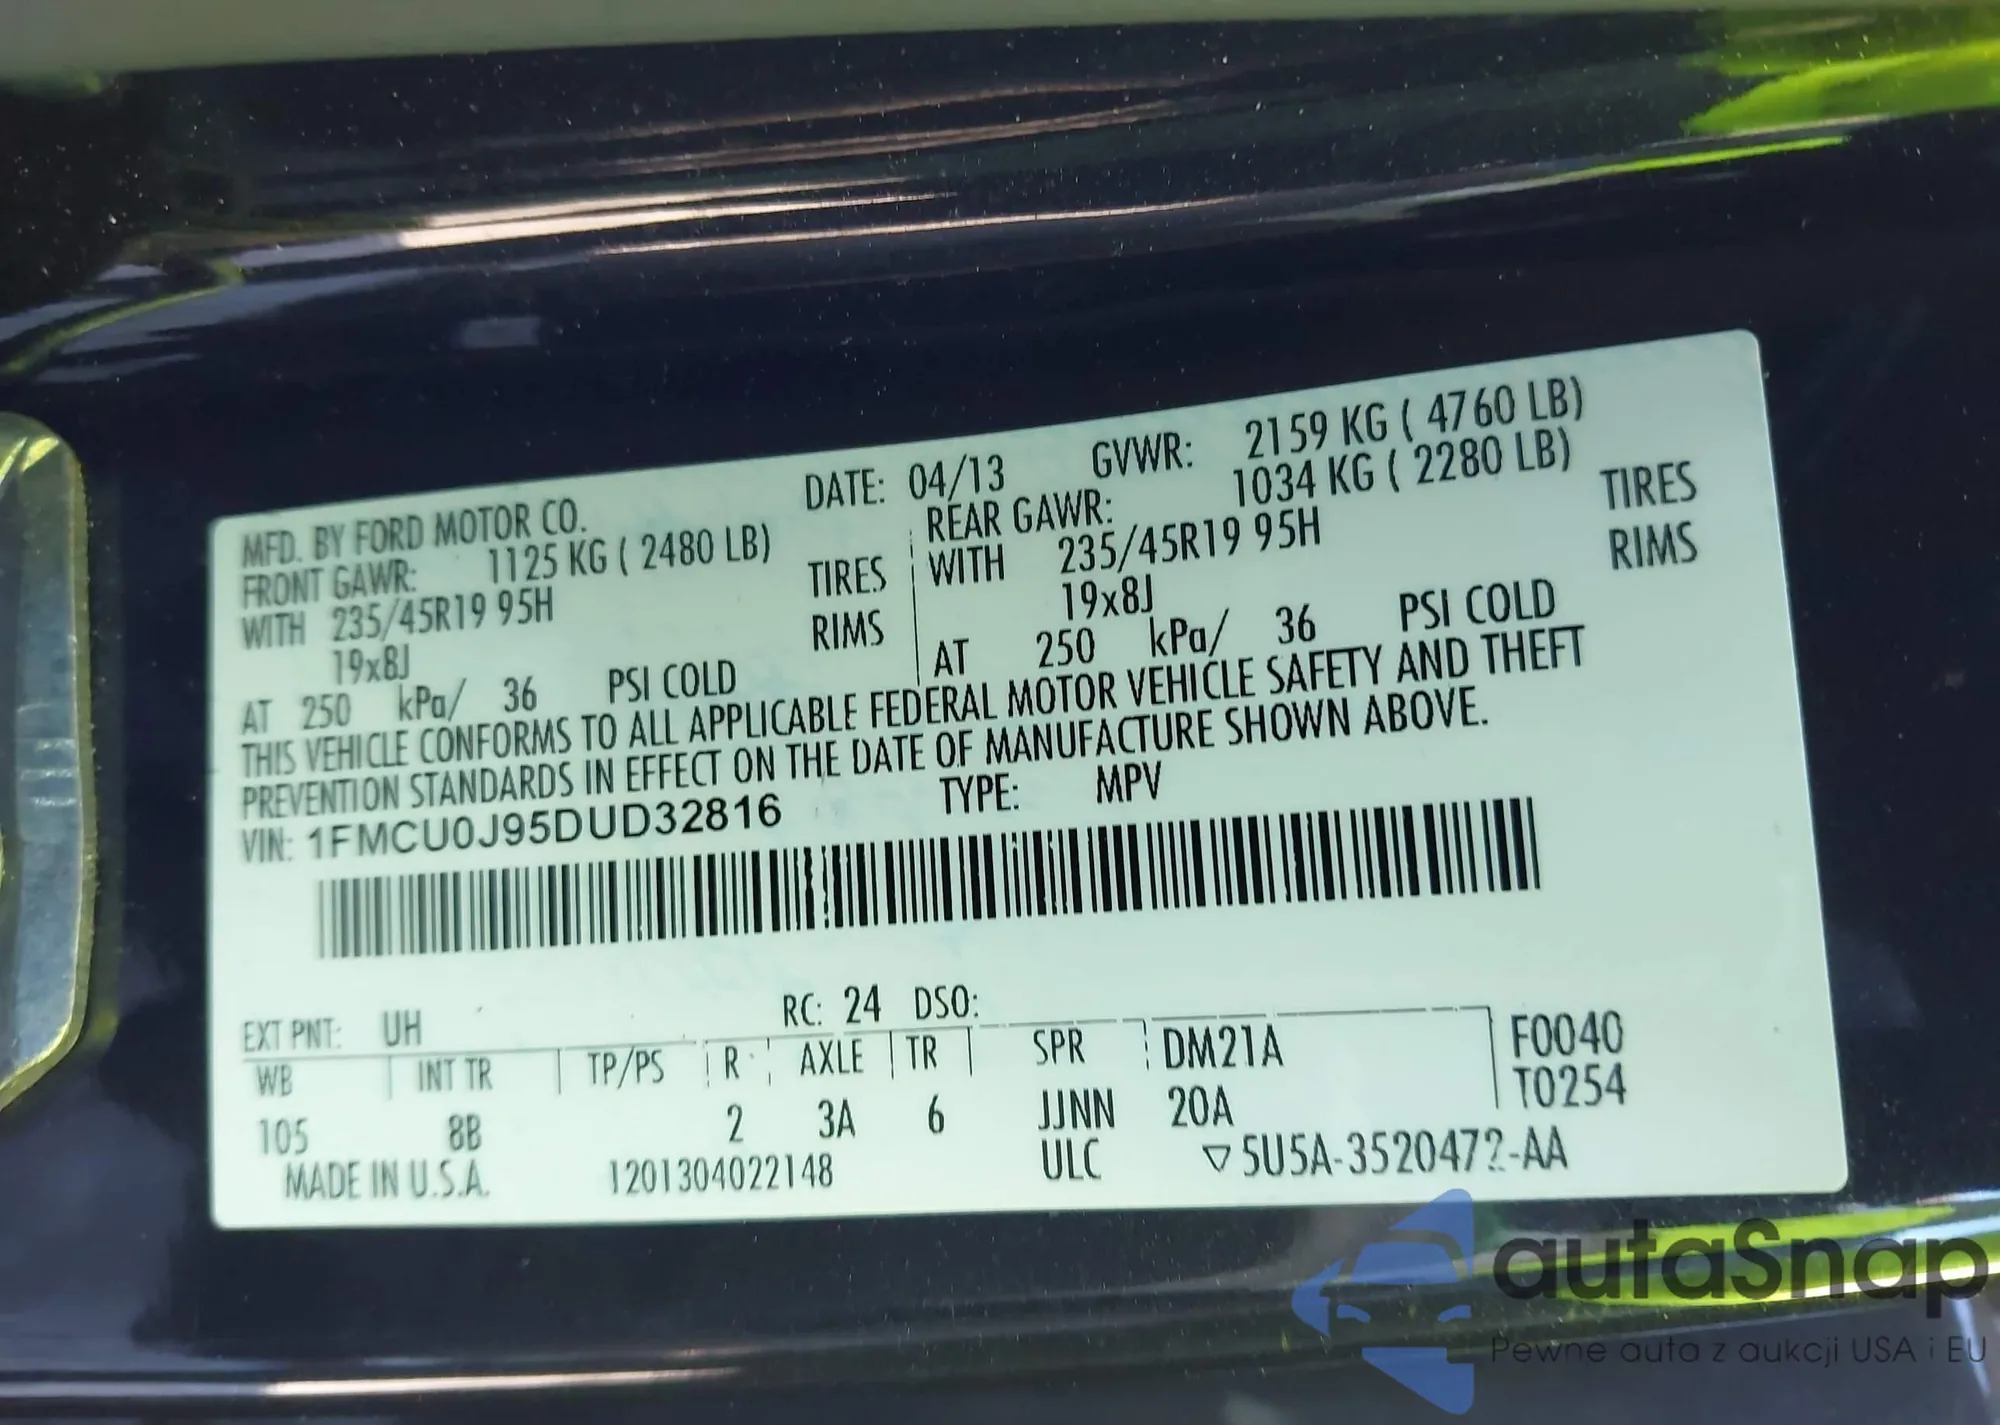 MFD. BY FORD MOTOR CO. DATE: 04/13 GVWR: 2159 KG ( 4760 LB)
FRONT GAWR: 1125 KG ( 2480 LB) REAR GAWR: 1034 KG ( 2280 LB)
WITH 235/45R19 95H TIRES WITH 235/45R19 95H TIRES
19x8J RIMS 19x8J RIMS
AT 250 kPa/ 36 PSI COLD AT 250 kPa/ 36 PSI COLD
THIS VEHICLE CONFORMS TO ALL APPLICABLE FEDERAL MOTOR VEHICLE SAFETY AND THEFT
PREVENTION STANDARDS IN EFFECT ON THE DATE OF MANUFACTURE SHOWN ABOVE.
VIN: 1FMCU0J95DUD32816 TYPE: MPV
EXT PNT: UH RC: 24 DSO:
WB INT TR TP/PS R AXLE TR SPR DM21A F0040
105 8B 2 3A 6 JJNN 20A T0254
MADE IN U.S.A. 1201304022148 ULC ▽5U5A-3520472-AA
autaSnap
Pewne auta z aukcji USA i EU